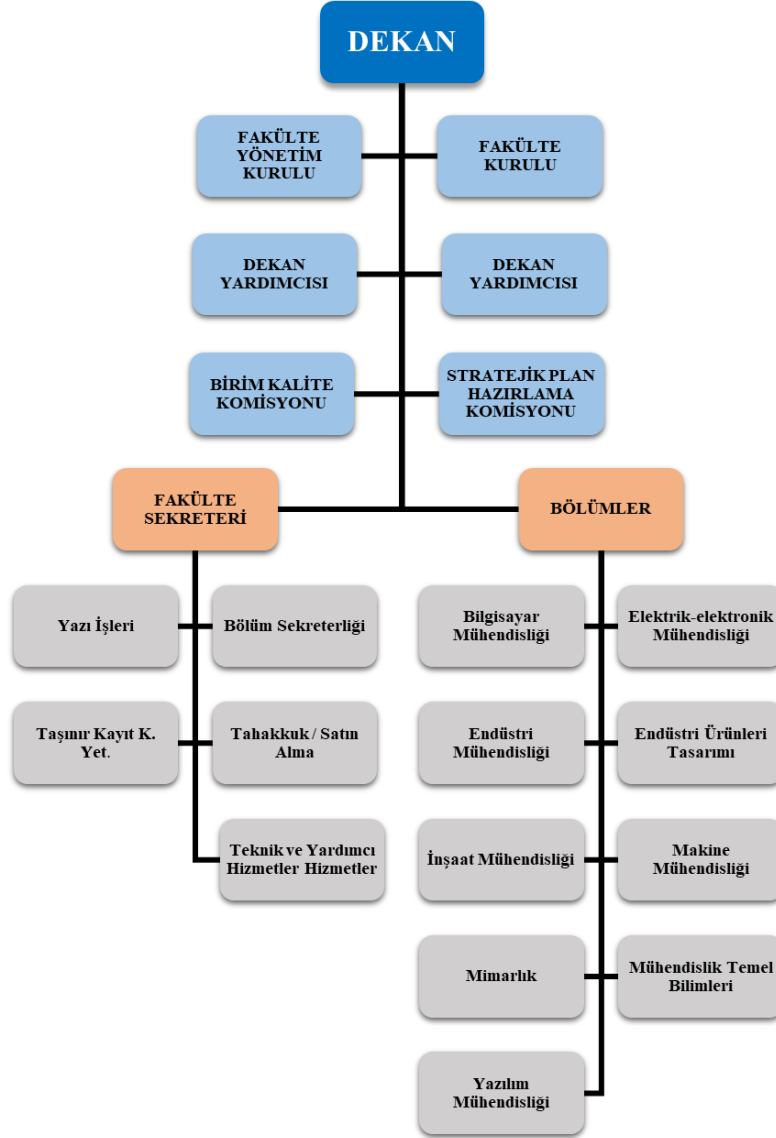 DEKAN
FAKÜLTE
YÖNETİM
KURULU
FAKÜLTE
KURULU
DEKAN
YARDIMCISI
DEKAN
YARDIMCISI
BİRİM KALİTE
KOMİSYONU
STRATEJİK PLAN
HAZIRLAMA
KOMİSYONU
FAKÜLTE
SEKRETERİ
BÖLÜMLER
Yazı İşleri
Bölüm Sekreterliği
Taşınır Kayıt K.
Yet.
Tahakkuk / Satın
Alma
Teknik ve Yardımcı
Hizmetler Hizmetler
Bilgisayar
Mühendisliği
Elektrik-elektronik
Mühendisliği
Endüstri
Mühendisliği
Endüstri Ürünleri
Tasarımı
İnşaat Mühendisliği
Makine
Mühendisliği
Mimarlık
Mühendislik Temel
Bilimleri
Yazılım
Mühendisliği